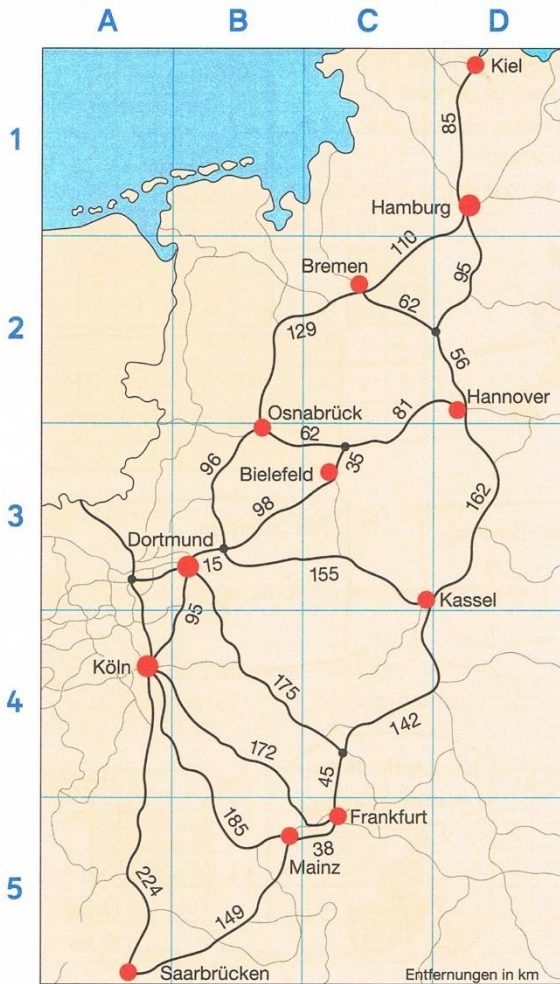 A B C D
Kiel
1
85
Hamburg
110
95
Bremen
62
2
129
56
Hannover
81
Osnabrück
62
35
Bielefeld
96
98
162
3
Dortmund
15
155
Kassel
95
Köln
175
4
142
172
45
Frankfurt
185
38
Mainz
5
224
149
Saarbrücken
Entfernungen in km